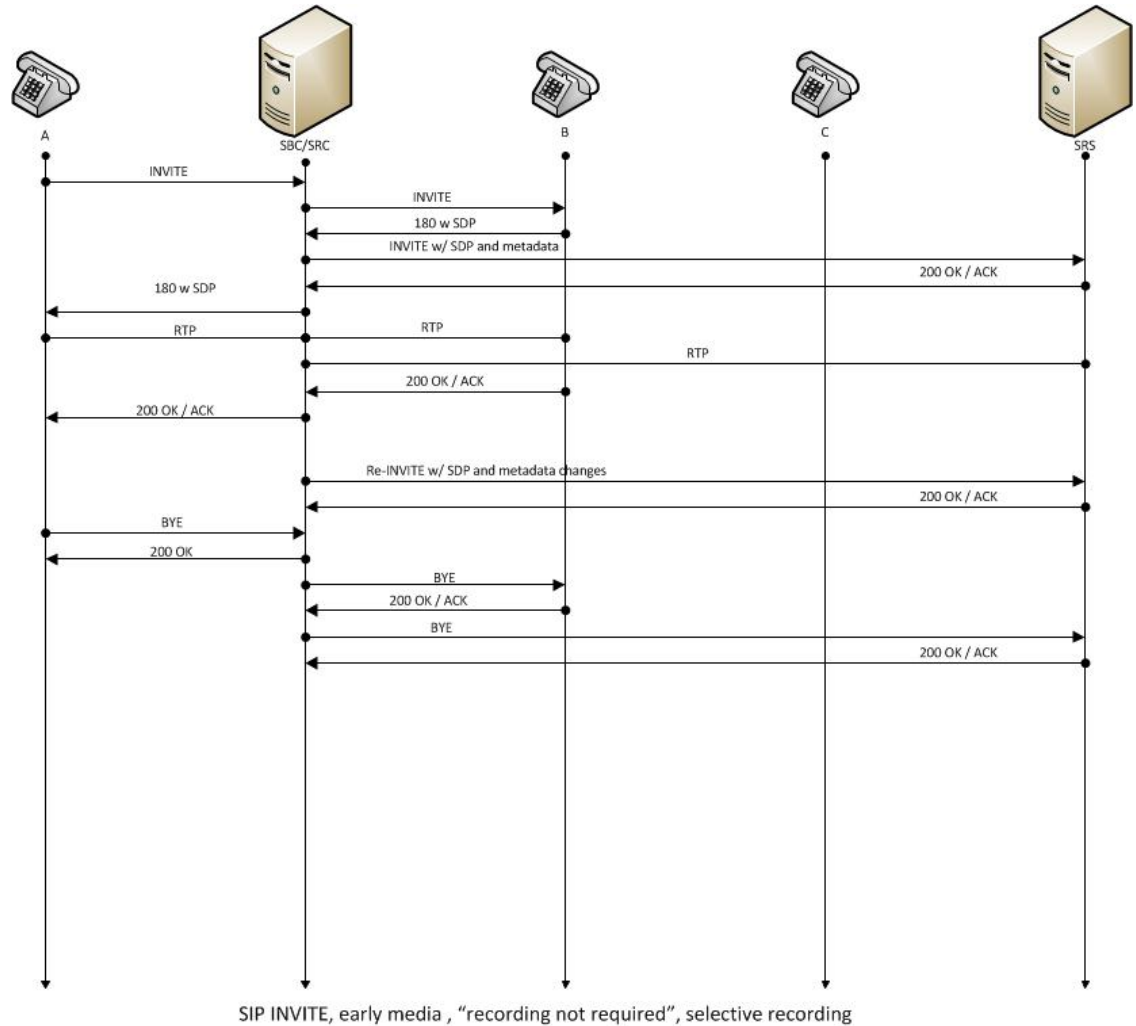 A
SBC/SRC
B
C
SRS
INVITE
INVITE
180 w SDP
INVITE w/ SDP and metadata
200 OK / ACK
180 w SDP
RTP
RTP
RTP
200 OK / ACK
200 OK / ACK
Re-INVITE w/ SDP and metadata changes
200 OK / ACK
BYE
200 OK
BYE
200 OK / ACK
BYE
200 OK / ACK
SIP INVITE, early media , “recording not required”, selective recording